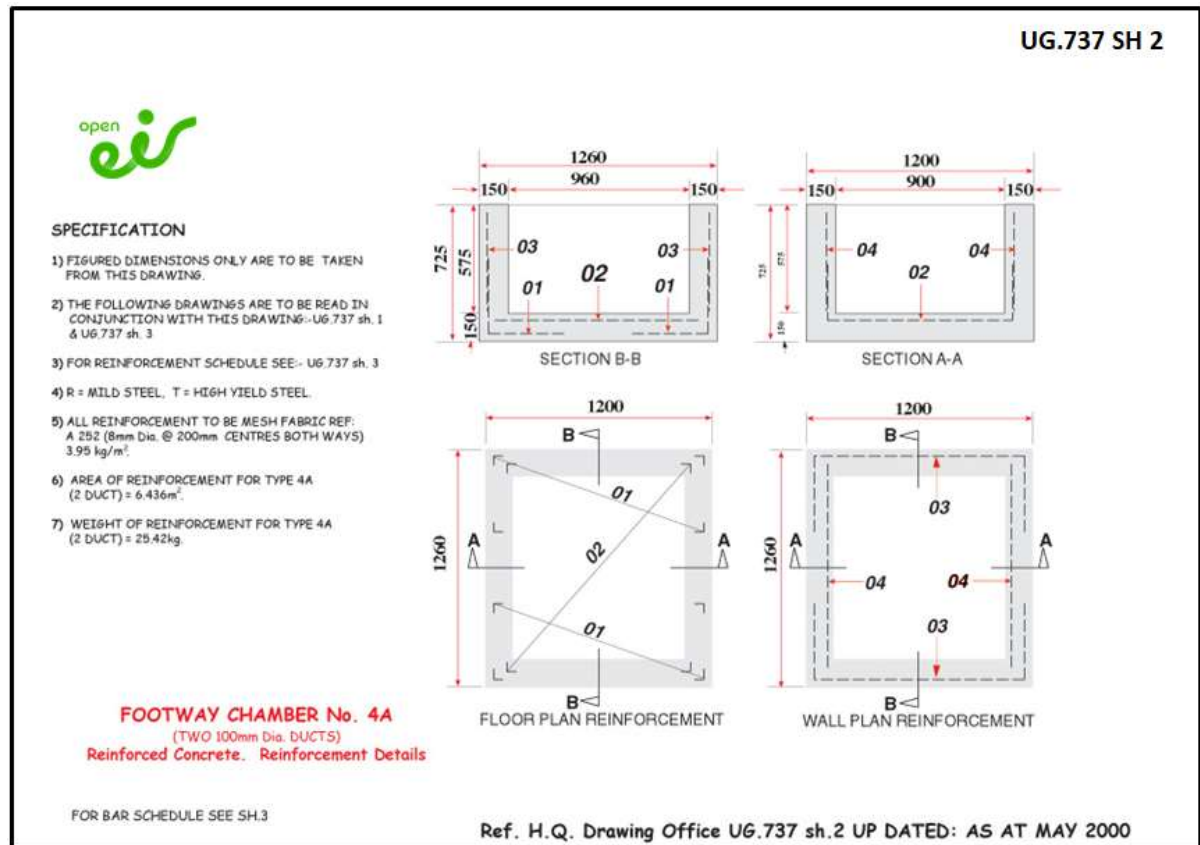 UG.737 SH 2
open
eir
SPECIFICATION
1) FIGURED DIMENSIONS ONLY ARE TO BE TAKEN
FROM THIS DRAWING.
2) THE FOLLOWING DRAWINGS ARE TO BE READ IN
CONJUNCTION WITH THIS DRAWING:-UG.737 sh. 1
& UG.737 sh. 3
3) FOR REINFORCEMENT SCHEDULE SEE:- UG.737 sh. 3
4) R = MILD STEEL, T = HIGH YIELD STEEL.
5) ALL REINFORCEMENT TO BE MESH FABRIC REF:
A 252 (8mm Dia. @ 200mm CENTRES BOTH WAYS)
3.95 kg/m².
6) AREA OF REINFORCEMENT FOR TYPE 4A
(2 DUCT) = 6.436m².
7) WEIGHT OF REINFORCEMENT FOR TYPE 4A
(2 DUCT) = 25.42kg.
1260
150 960 150
725 575 150
03 03
02
01 01
SECTION B-B
1200
150 900 150
725 575 150
04 04
02
SECTION A-A
1200
B
01
02
A A
1260
01
B
FLOOR PLAN REINFORCEMENT
1200
B
03
A A
1260
04 04
03
B
WALL PLAN REINFORCEMENT
FOOTWAY CHAMBER No. 4A
(TWO 100mm Dia. DUCTS)
Reinforced Concrete. Reinforcement Details
FOR BAR SCHEDULE SEE SH.3
Ref. H.Q. Drawing Office UG.737 sh.2 UP DATED: AS AT MAY 2000